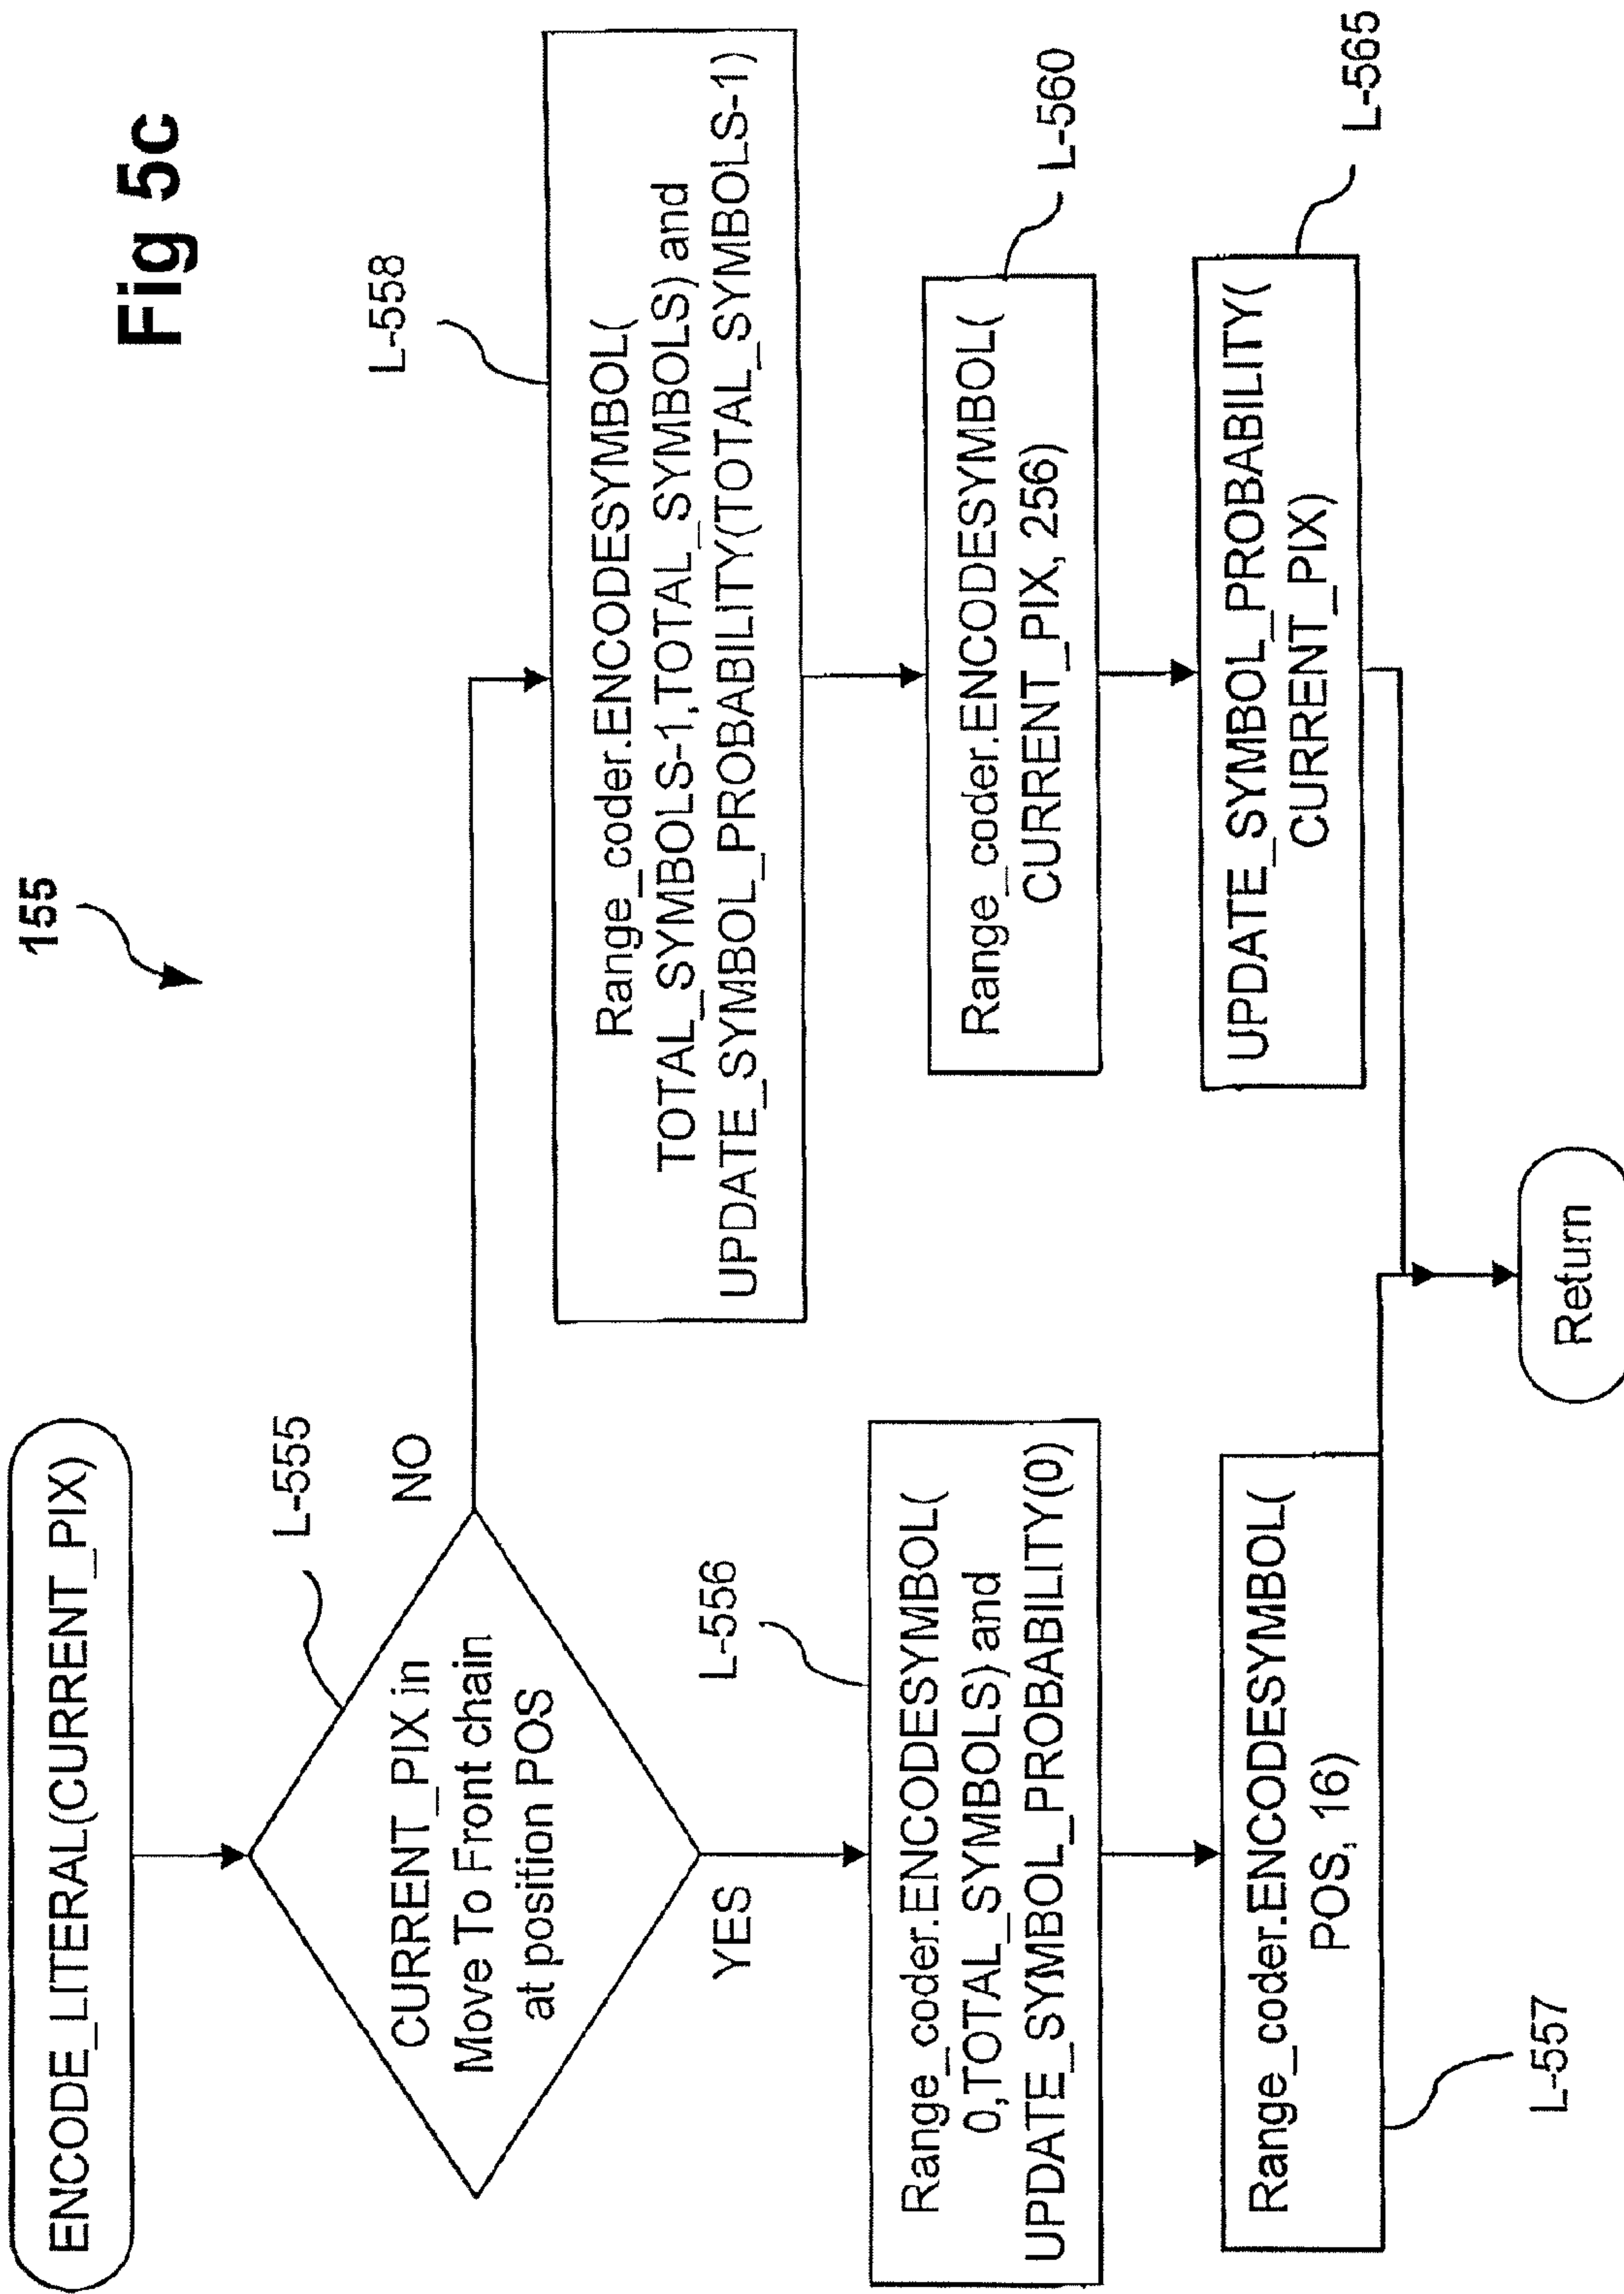 Fig 5c
155
ENCODE_LITERAL(CURRENT_PIX)
L-555
CURRENT_PIX in
Move To Front chain
at position POS
NO
YES
L-558
Range_coder.ENCODESYMBOL(
TOTAL_SYMBOLS-1,TOTAL_SYMBOLS) and
UPDATE_SYMBOL_PROBABILITY(TOTAL_SYMBOLS-1)
L-556
Range_coder.ENCODESYMBOL(
0,TOTAL_SYMBOLS) and
UPDATE_SYMBOL_PROBABILITY(0)
L-560
Range_coder.ENCODESYMBOL(
CURRENT_PIX, 256)
Range_coder.ENCODESYMBOL(
POS, 16)
L-557
UPDATE_SYMBOL_PROBABILITY(
CURRENT_PIX)
L-565
Return